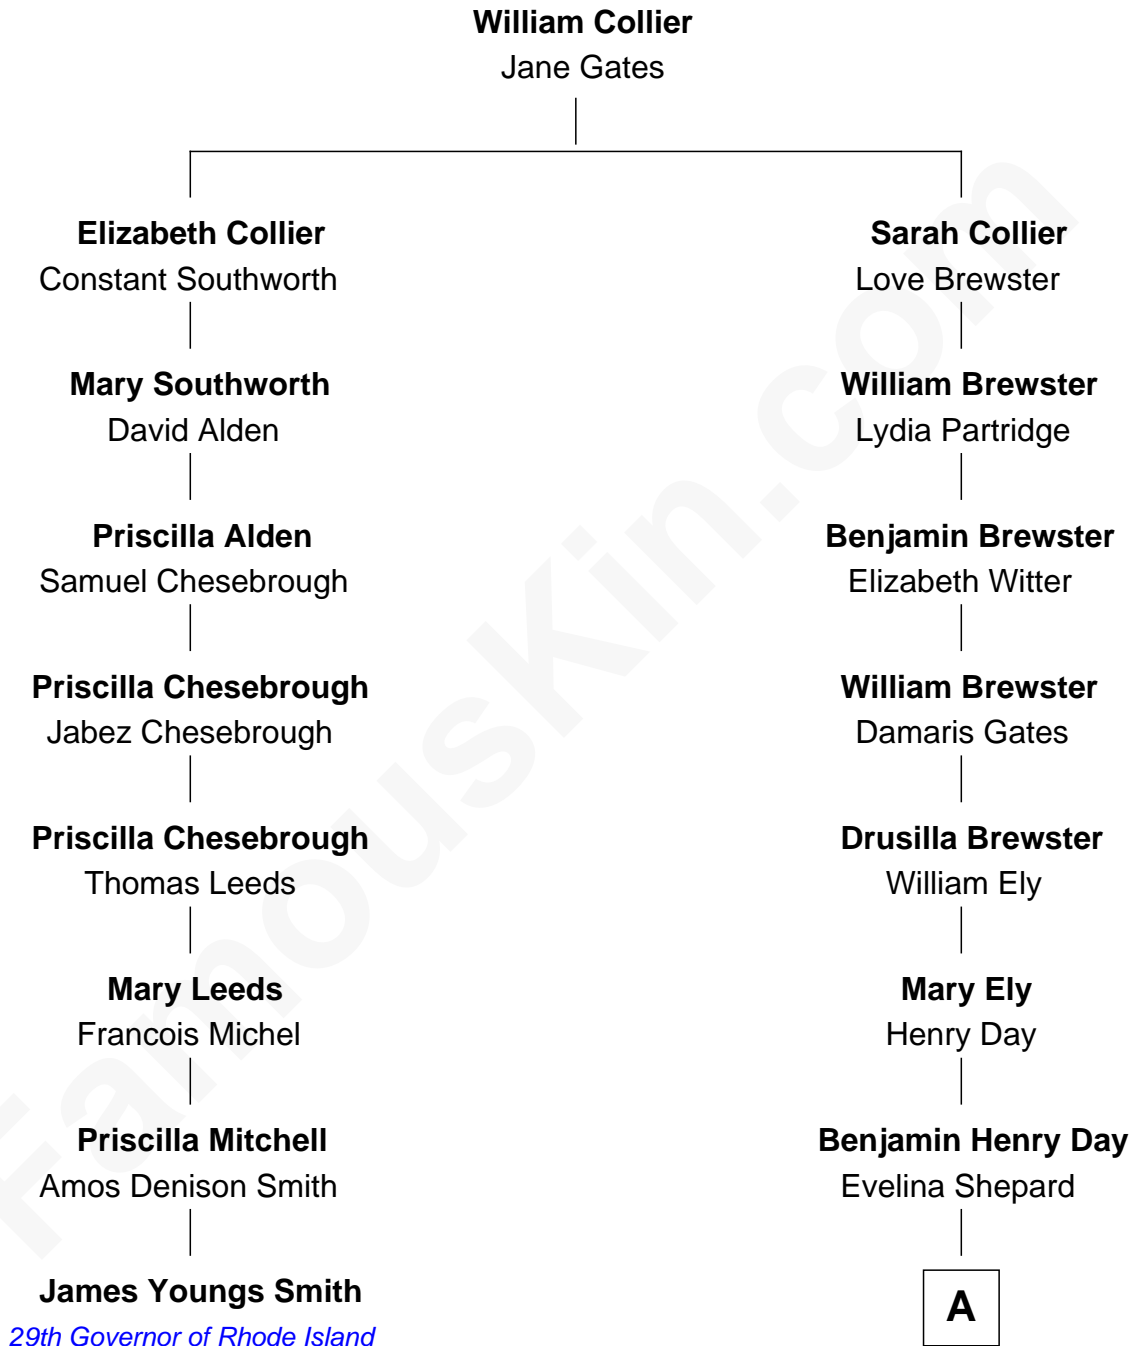 William Collier
Jane Gates
Elizabeth Collier
Constant Southworth
Sarah Collier
Love Brewster
Mary Southworth
David Alden
William Brewster
Lydia Partridge
Priscilla Alden
Samuel Chesebrough
Benjamin Brewster
Elizabeth Witter
Priscilla Chesebrough
Jabez Chesebrough
William Brewster
Damaris Gates
Priscilla Chesebrough
Thomas Leeds
Drusilla Brewster
William Ely
Mary Leeds
Francois Michel
Mary Ely
Henry Day
Priscilla Mitchell
Amos Denison Smith
Benjamin Henry Day
Evelina Shepard
James Youngs Smith
29th Governor of Rhode Island
A
FamousKin.com